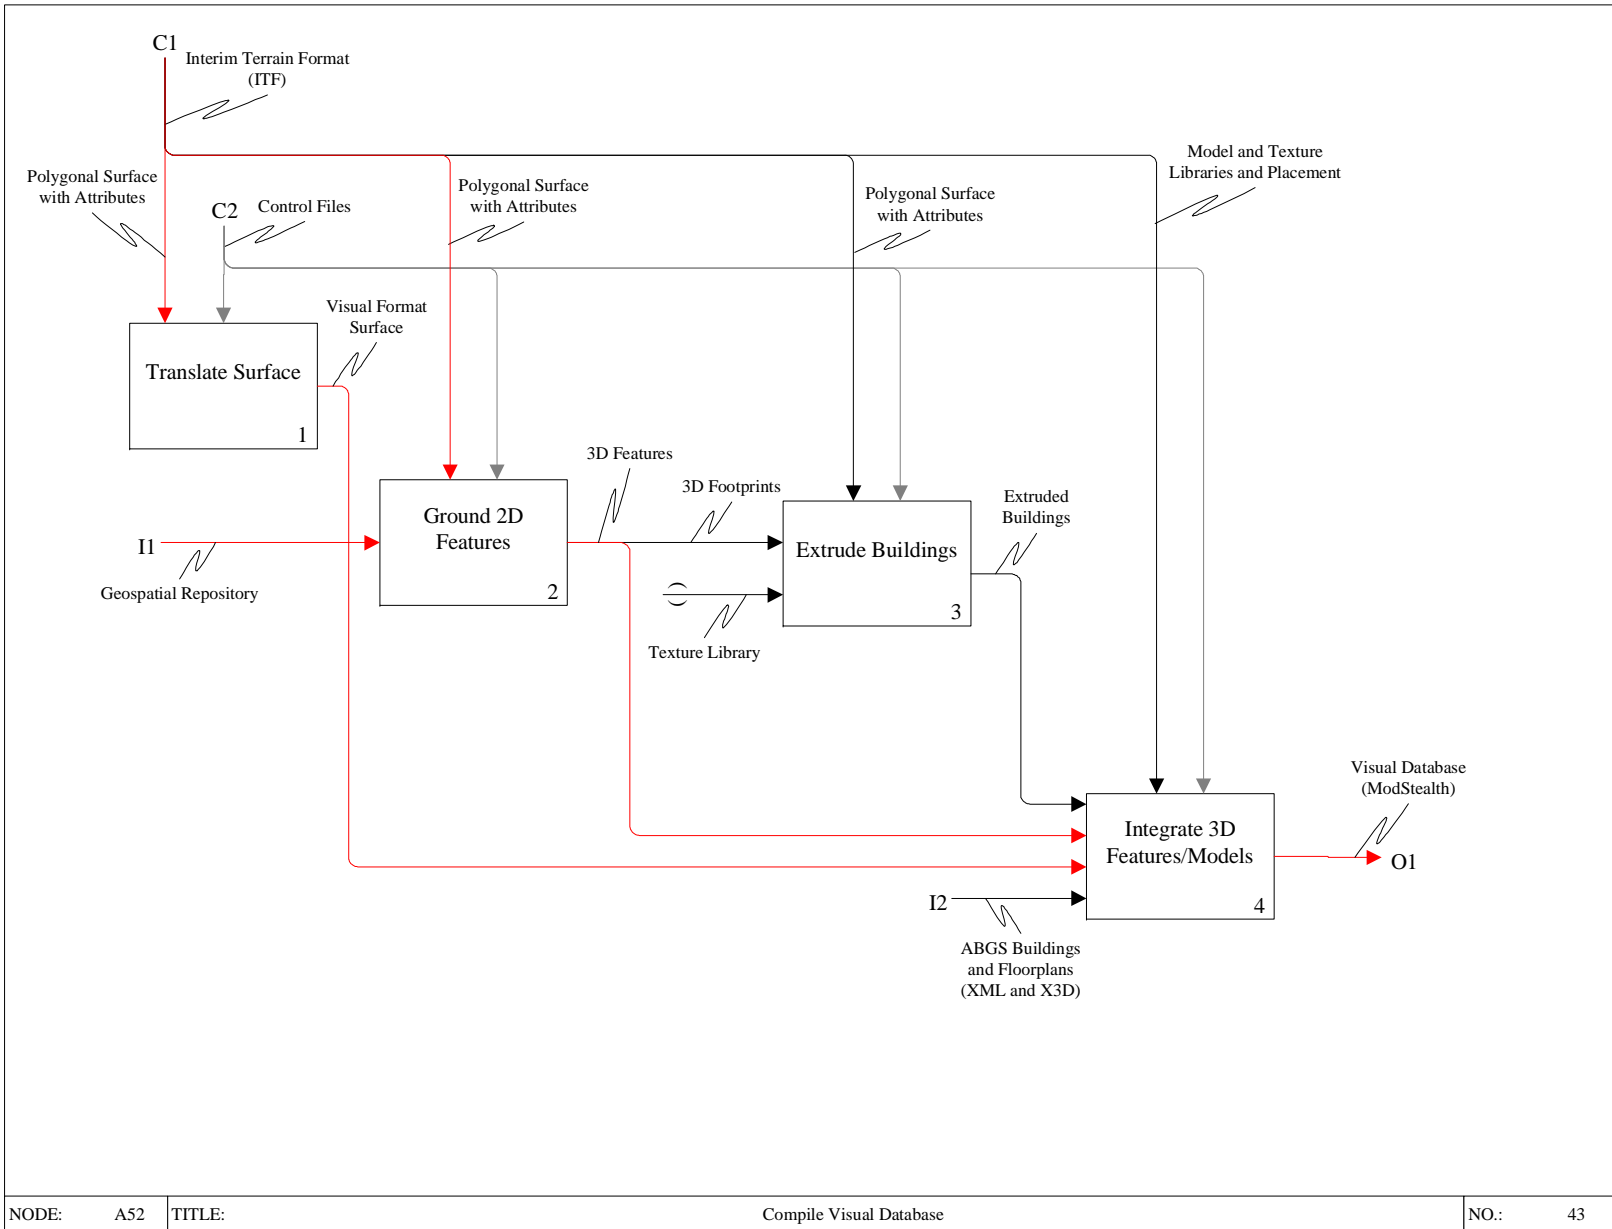 C1
Interim Terrain Format
(ITF)
Polygonal Surface
with Attributes
C2
Control Files
Polygonal Surface
with Attributes
Polygonal Surface
with Attributes
Model and Texture
Libraries and Placement
Visual Format
Surface
Translate Surface
1
3D Features
3D Footprints
Extruded
Buildings
Ground 2D
Features
2
I1
Geospatial Repository
Extrude Buildings
3
Texture Library
Visual Database
(ModStealth)
Integrate 3D
Features/Models
4
O1
I2
ABGS Buildings
and Floorplans
(XML and X3D)
NODE: A52 TITLE: Compile Visual Database NO.: 43